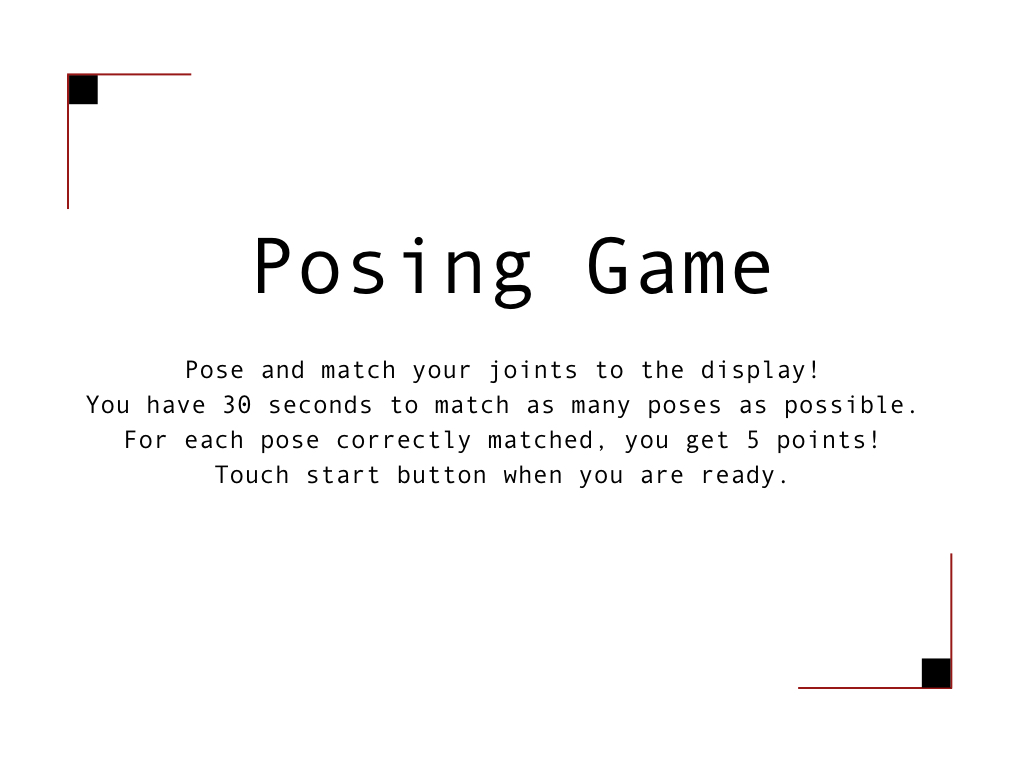 Posing Game
Pose and match your joints to the display!
You have 30 seconds to match as many poses as possible.
For each pose correctly matched, you get 5 points!
Touch start button when you are ready.